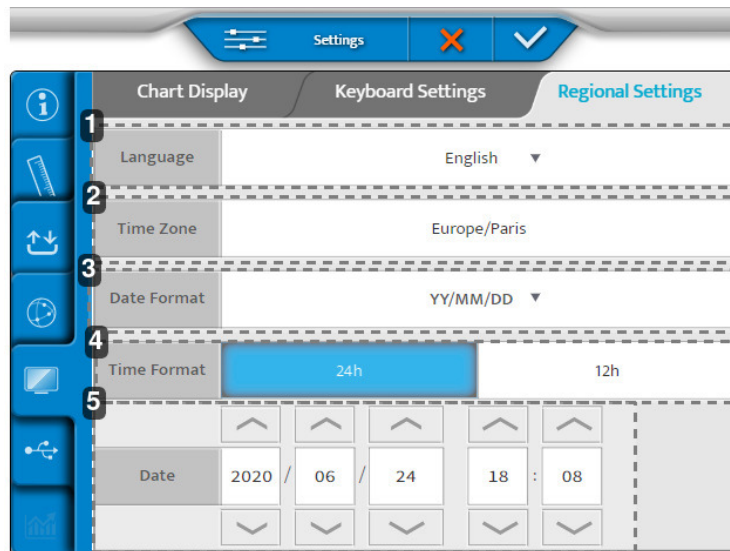 Settings
Chart Display Keyboard Settings Regional Settings
1
Language English
2
Time Zone Europe/Paris
3
Date Format YY/MM/DD
4
Time Format 24h 12h
5
Date 2020 / 06 / 24 18 : 08